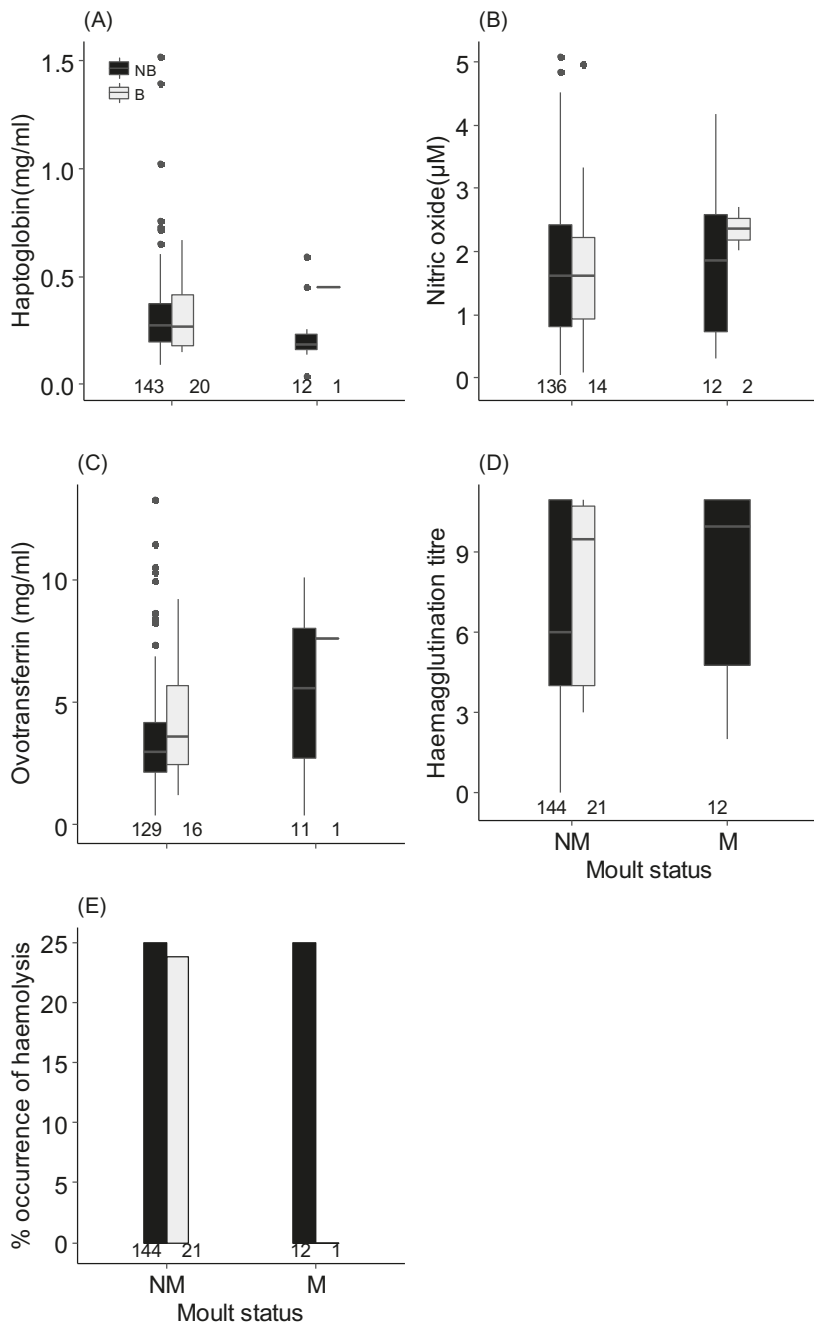 (A)
Haptoglobin(mg/ml)
1.5
1.0
0.5
0.0
NB
B
143 20 12 1
(B)
Nitric oxide(µM)
5
4
3
2
1
0
136 14 12 2
(C)
Ovotransferrin (mg/ml)
10
5
0
129 16 11 1
(D)
Haemagglutination titre
9
6
3
0
144 21 12
NM M
Moult status
(E)
% occurrence of haemolysis
25
20
15
10
5
0
144 21 12 1
NM M
Moult status